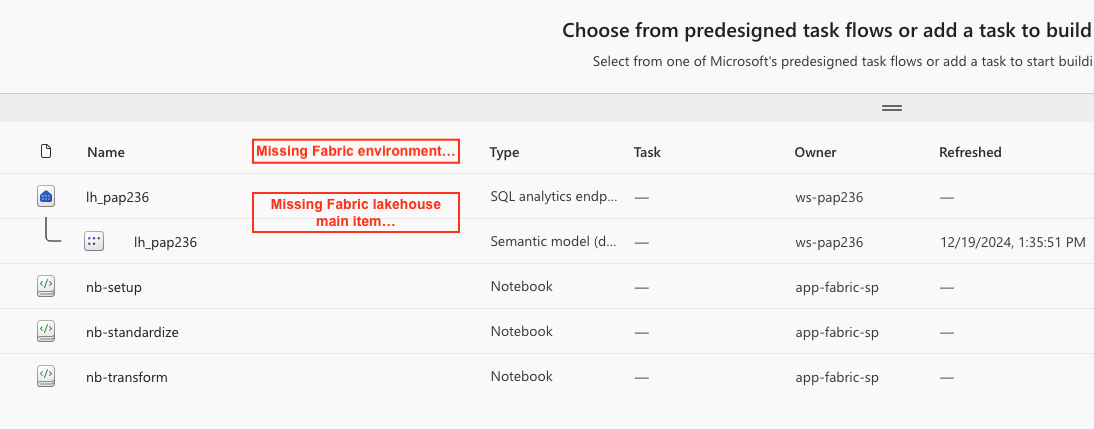 Choose from predesigned task flows or add a task to build
Select from one of Microsoft's predesigned task flows or add a task to start buildi
Name Missing Fabric environment... Type Task Owner Refreshed
lh_pap236 SQL analytics endp... — ws-pap236 —
Missing Fabric lakehouse
main item...
lh_pap236 Semantic model (d... — ws-pap236 12/19/2024, 1:35:51 PM
nb-setup Notebook — app-fabric-sp —
nb-standardize Notebook — app-fabric-sp —
nb-transform Notebook — app-fabric-sp —